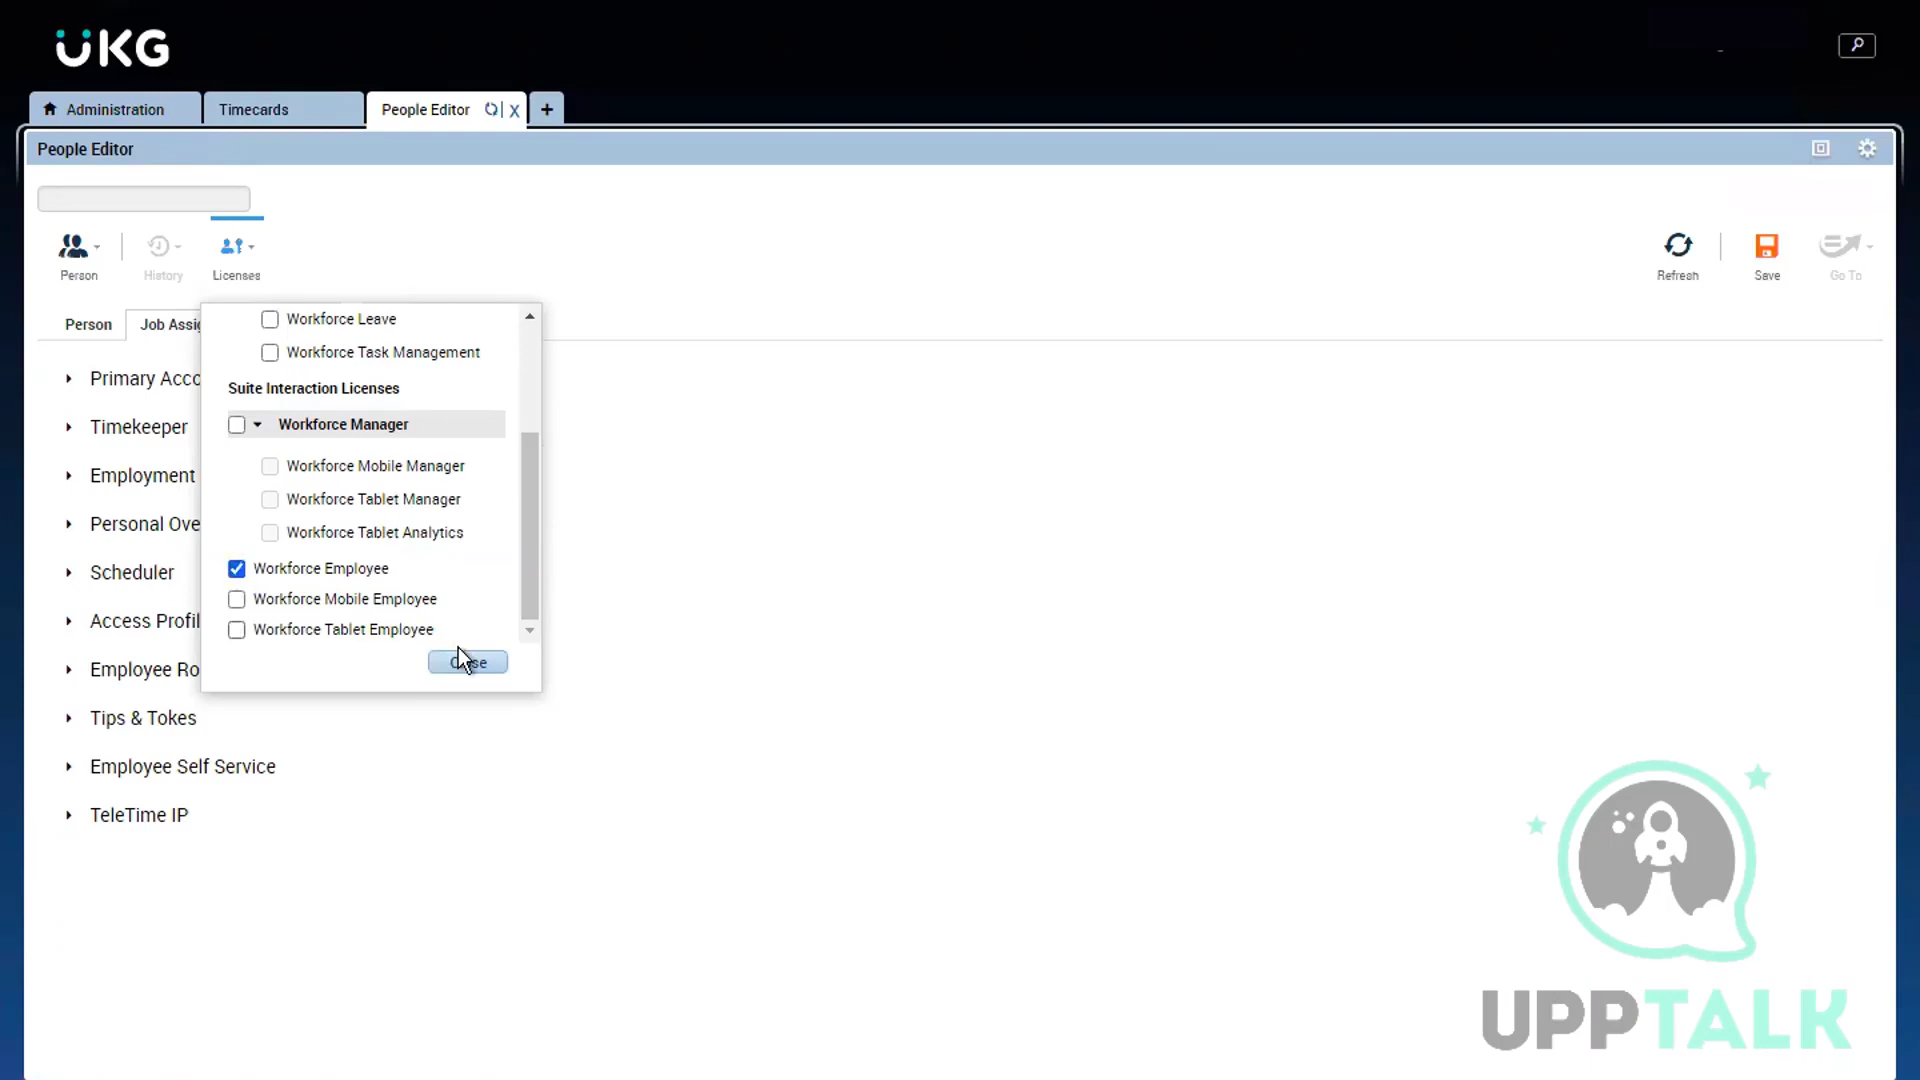 UKG
Administration
Timecards
People Editor
X
+
People Editor
Person
History
Licenses
Refresh
Save
Go To
Person
Job Assig
Workforce Leave
Workforce Task Management
Suite Interaction Licenses
Workforce Manager
Workforce Mobile Manager
Workforce Tablet Manager
Workforce Tablet Analytics
Workforce Employee
Workforce Mobile Employee
Workforce Tablet Employee
Primary Acco
Timekeeper
Employment
Personal Ove
Scheduler
Access Profil
Employee Ro
Tips & Tokes
Employee Self Service
TeleTime IP
UPPTALK